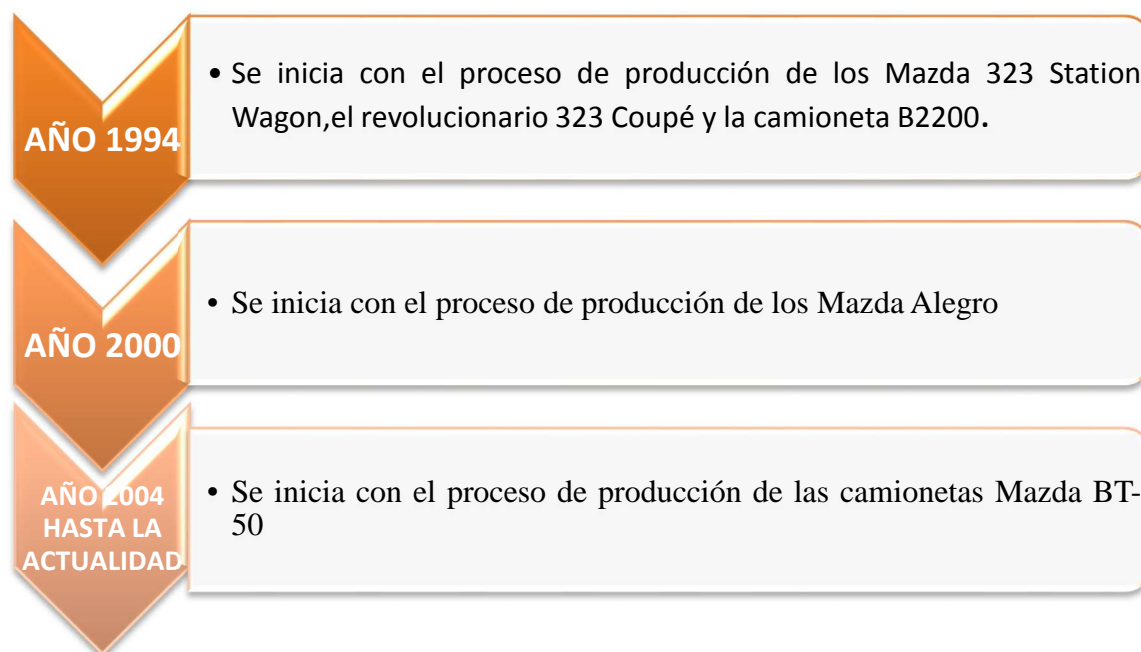 AÑO 1994
• Se inicia con el proceso de producción de los Mazda 323 Station
Wagon,el revolucionario 323 Coupé y la camioneta B2200.
AÑO 2000
• Se inicia con el proceso de producción de los Mazda Alegro
AÑO 2004
HASTA LA
ACTUALIDAD
• Se inicia con el proceso de producción de las camionetas Mazda BT-
50